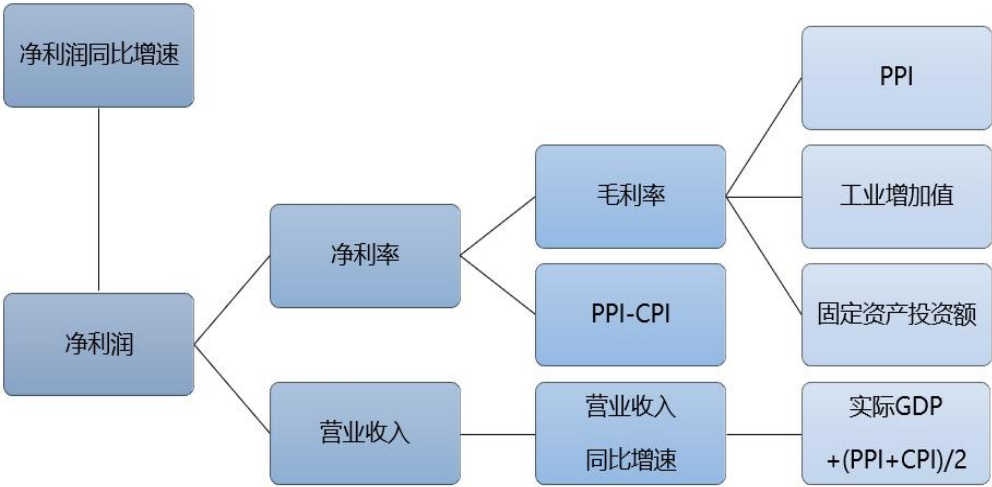 净利润同比增速
净利润
净利率
营业收入
毛利率
PPI-CPI
营业收入
同比增速
PPI
工业增加值
固定资产投资额
实际GDP
+(PPI+CPI)/2